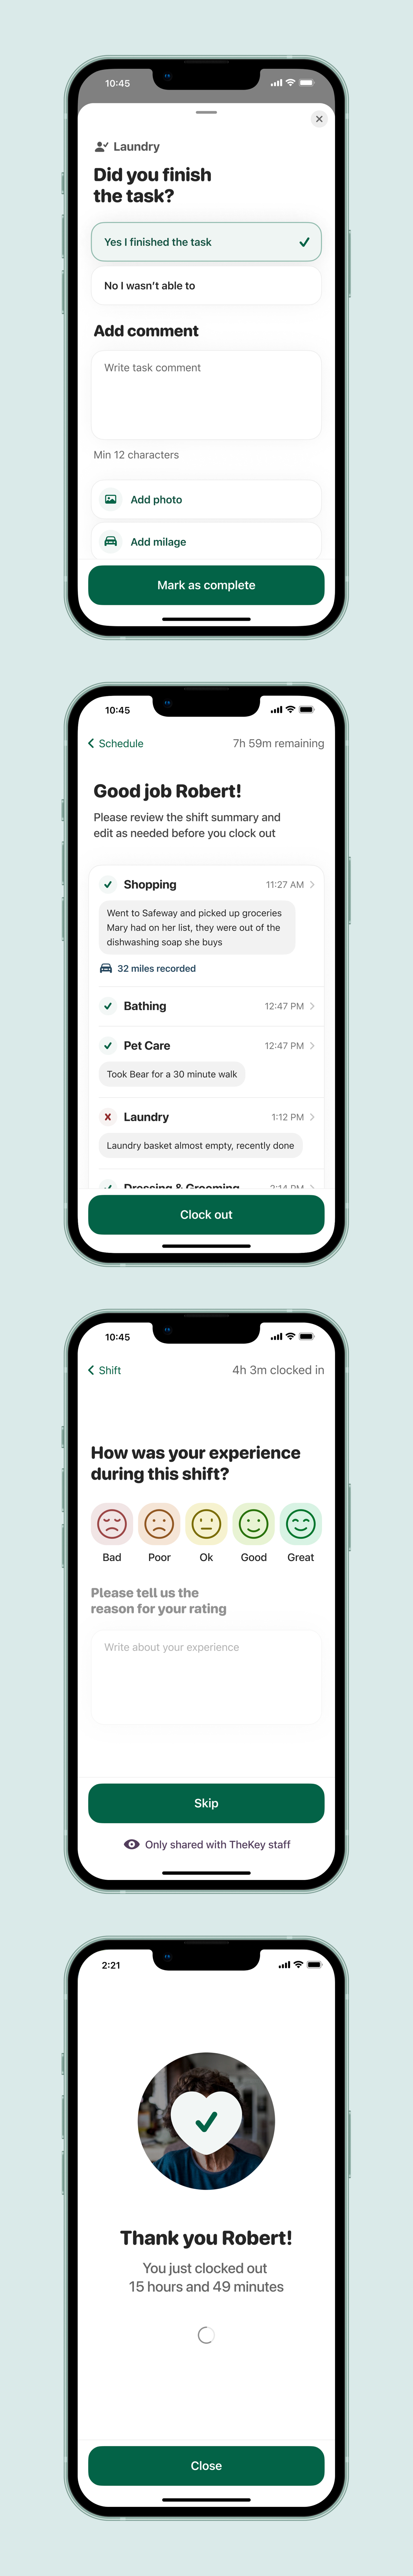 10:45
Laundry
Did you finish
the task?
Yes I finished the task
No I wasn't able to
Add comment
Write task comment
Min 12 characters
Add photo
Add milage
Mark as complete
10:45
Schedule
7h 59m remaining
Good job Robert!
Please review the shift summary and
edit as needed before you clock out
Shopping
11:27 AM
Went to Safeway and picked up groceries
Mary had on her list, they were out of the
dishwashing soap she buys
32 miles recorded
Bathing
12:47 PM
Pet Care
12:47 PM
Took Bear for a 30 minute walk
Laundry
1:12 PM
Laundry basket almost empty, recently done
Dressing & Grooming
2:14 PM
Clock out
10:45
Shift
4h 3m clocked in
How was your experience
during this shift?
Bad
Poor
Ok
Good
Great
Please tell us the
reason for your rating
Write about your experience
Skip
Only shared with TheKey staff
2:21
Thank you Robert!
You just clocked out
15 hours and 49 minutes
Close